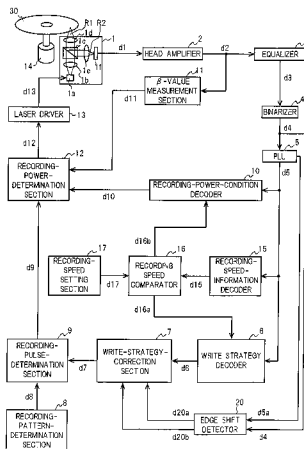 30
R1 R2
1d
1c
1
14
1e
1f
1b
1a
d1
2
HEAD AMPLIFIER
d2
EQUALIZER
d3
11
β-VALUE
MEASUREMENT
SECTION
d11
d13
LASER DRIVER
13
d12
BINARIZER
4
d4
PLL
5
d5
12
RECORDING-
POWER-
DETERMINATION
SECTION
10
RECORDING-POWER-CONDITION
DECODER
d10
16b
17
RECORDING-
SPEED
SETTING
SECTION
d17
16
RECORDING
SPEED
COMPARATOR
d15
15
RECORDING-
SPEED-
INFORMATION
DECODER
d9
d16a
9
RECORDING-
PULSE-
DETERMINATION
SECTION
d7
7
WRITE-STRATEGY-
CORRECTION
SECTION
d6
6
WRITE STRATEGY
DECODER
d8
8
RECORDING-
PATTERN-
DETERMINATION
SECTION
d20a
d20b
20
EDGE SHIFT
DETECTOR
d5a